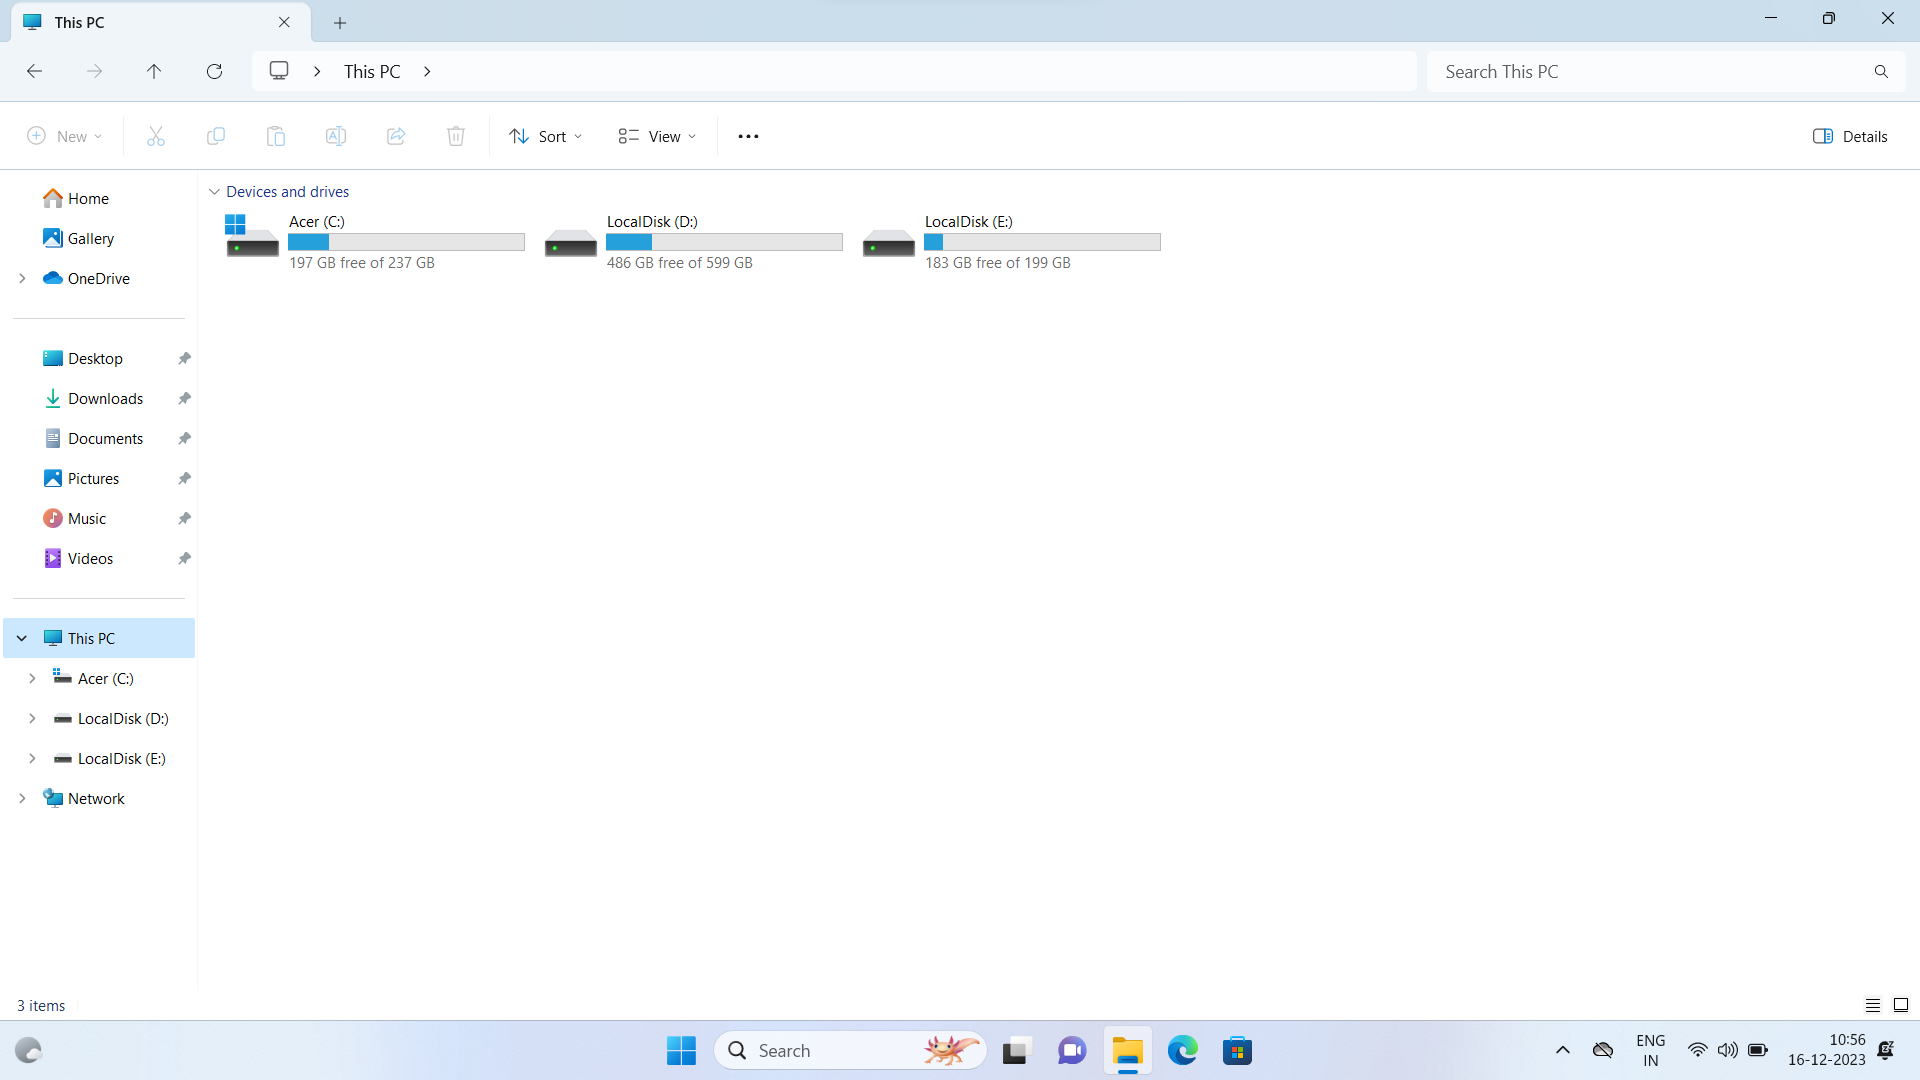 This PC
This PC
Search This PC
New
Sort
View
Details
Home
Gallery
OneDrive
Desktop
Downloads
Documents
Pictures
Music
Videos
This PC
Acer (C:)
LocalDisk (D:)
LocalDisk (E:)
Network
Devices and drives
Acer (C:)
197 GB free of 237 GB
LocalDisk (D:)
486 GB free of 599 GB
LocalDisk (E:)
183 GB free of 199 GB
3 items
Search
ENG
IN
10:56
16-12-2023